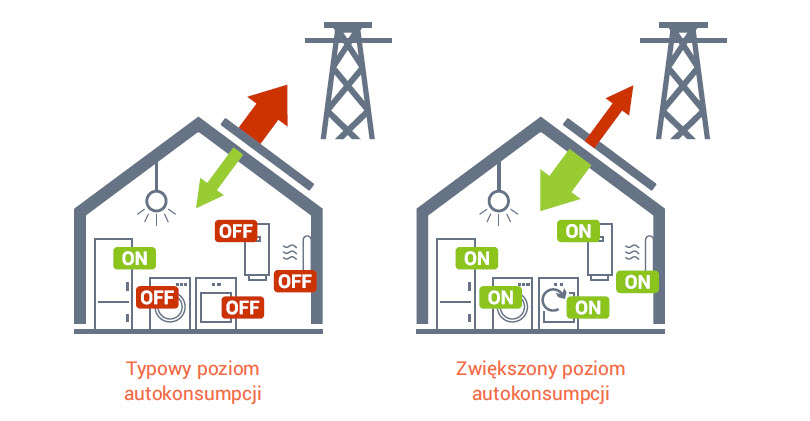 OFF
ON
OFF
OFF
OFF
ON
ON
ON
ON
ON
Typowy poziom
autokonsumpcji
Zwiększony poziom
autokonsumpcji